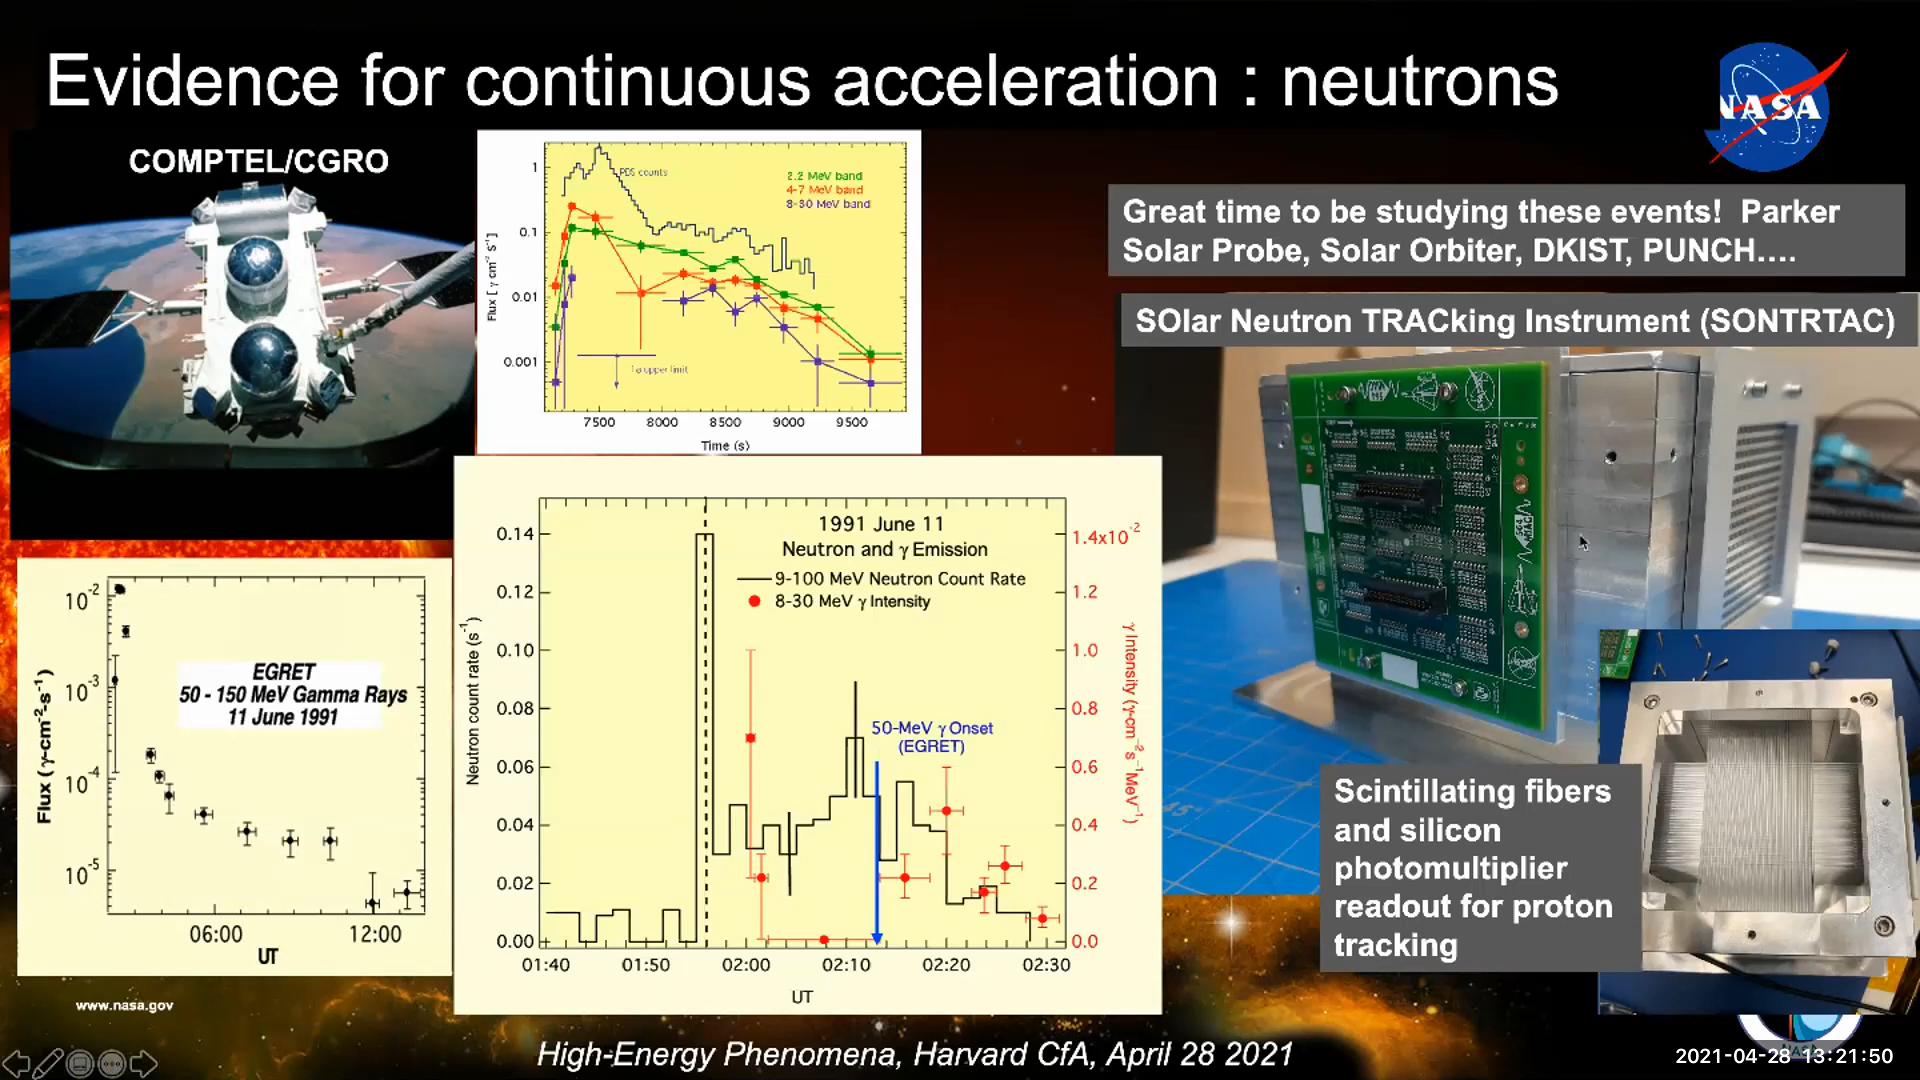 Evidence for continuous acceleration : neutrons
NASA
COMPTEL/CGRO
PDS counts
2.2 MeV band
4-7 MeV band
8-30 MeV band
1
0.1
0.01
0.001
Flux [ γ cm⁻² s⁻¹]
1σ upper limit
7500 8000 8500 9000 9500
Time (s)
Great time to be studying these events! Parker
Solar Probe, Solar Orbiter, DKIST, PUNCH....
SOlar Neutron TRACking Instrument (SONTRTAC)
1991 June 11
Neutron and γ Emission
9-100 MeV Neutron Count Rate
8-30 MeV γ Intensity
50-MeV γ Onset
(EGRET)
0.14
0.12
0.10
0.08
0.06
0.04
0.02
0.00
Neutron count rate (s⁻¹)
1.4x10⁻²
1.2
1.0
0.8
0.6
0.4
0.2
0.0
γ Intensity (γ-cm⁻²s⁻¹MeV⁻¹)
01:40 01:50 02:00 02:10 02:20 02:30
UT
EGRET
50 - 150 MeV Gamma Rays
11 June 1991
10⁻²
10⁻³
10⁻⁴
10⁻⁵
Flux (γ-cm⁻²-s⁻¹)
06:00 12:00
UT
Scintillating fibers
and silicon
photomultiplier
readout for proton
tracking
www.nasa.gov
High-Energy Phenomena, Harvard CfA, April 28 2021
2021-04-28 13:21:50